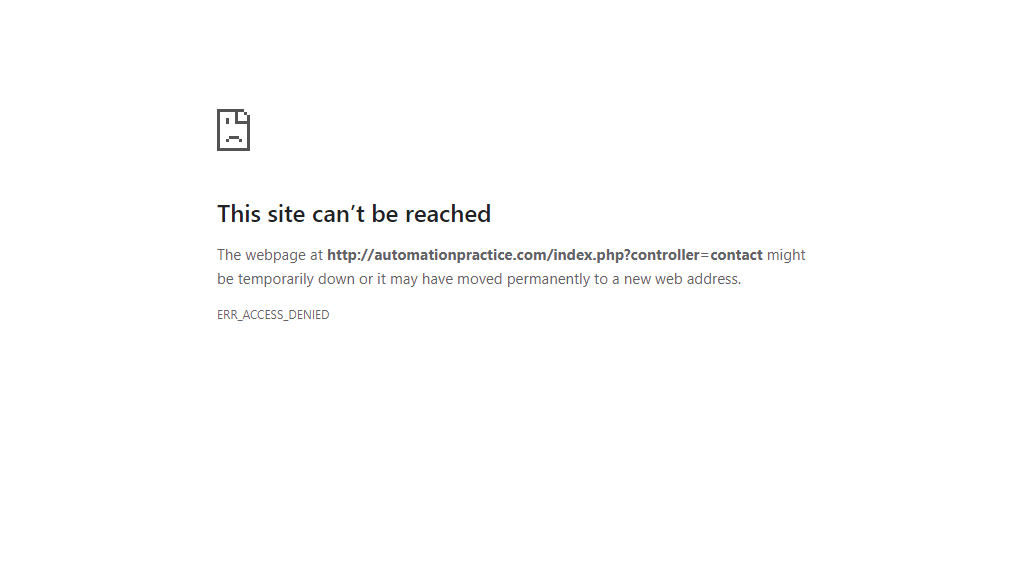 This site can’t be reached
The webpage at http://automationpractice.com/index.php?controller=contact might
be temporarily down or it may have moved permanently to a new web address.
ERR_ACCESS_DENIED